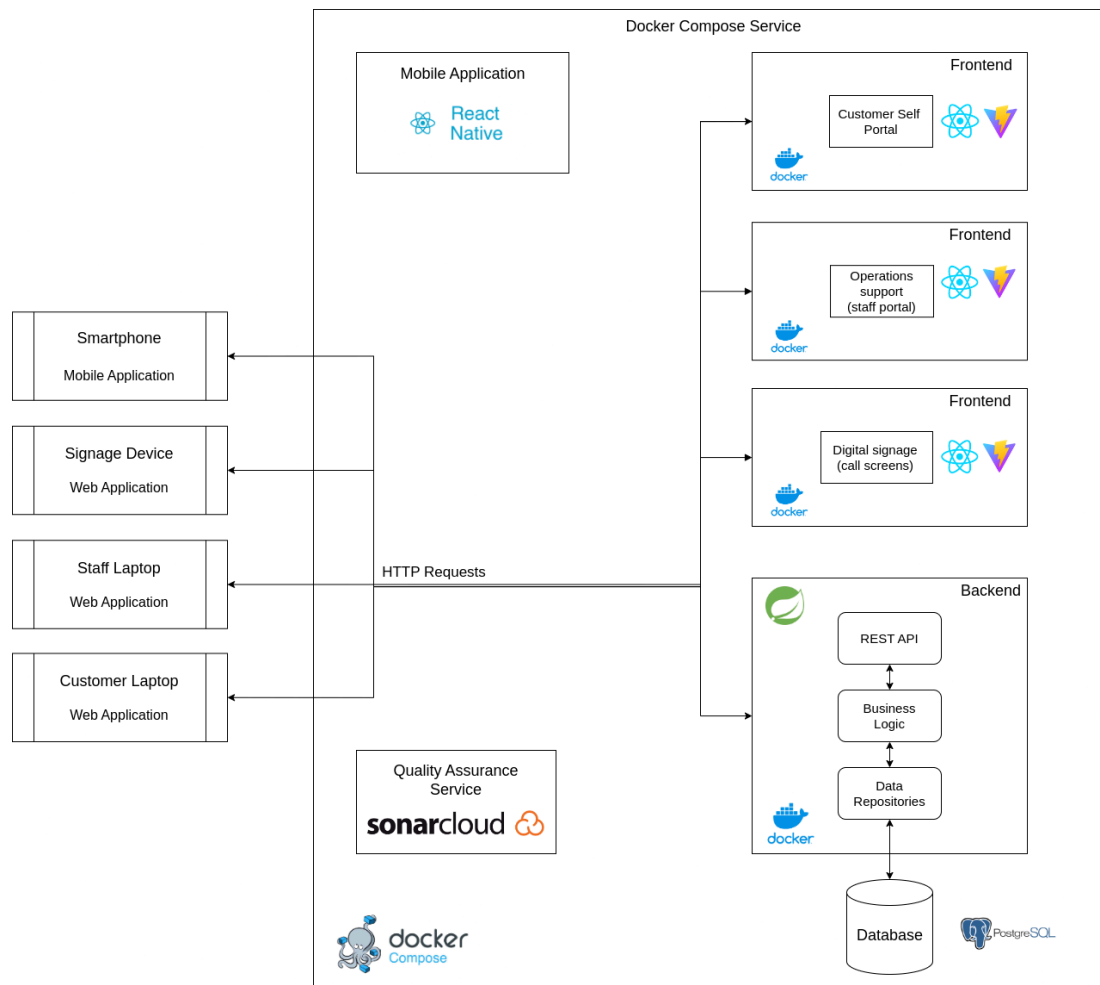 Docker Compose Service
Mobile Application
React
Native
Frontend
Customer Self
Portal
docker
Frontend
Operations
support
(staff portal)
docker
Frontend
Digital signage
(call screens)
docker
Smartphone
Mobile Application
Signage Device
Web Application
Staff Laptop
Web Application
Customer Laptop
Web Application
HTTP Requests
Backend
REST API
Business
Logic
Data
Repositories
docker
Quality Assurance
Service
sonarcloud
Database
PostgreSQL
docker
Compose